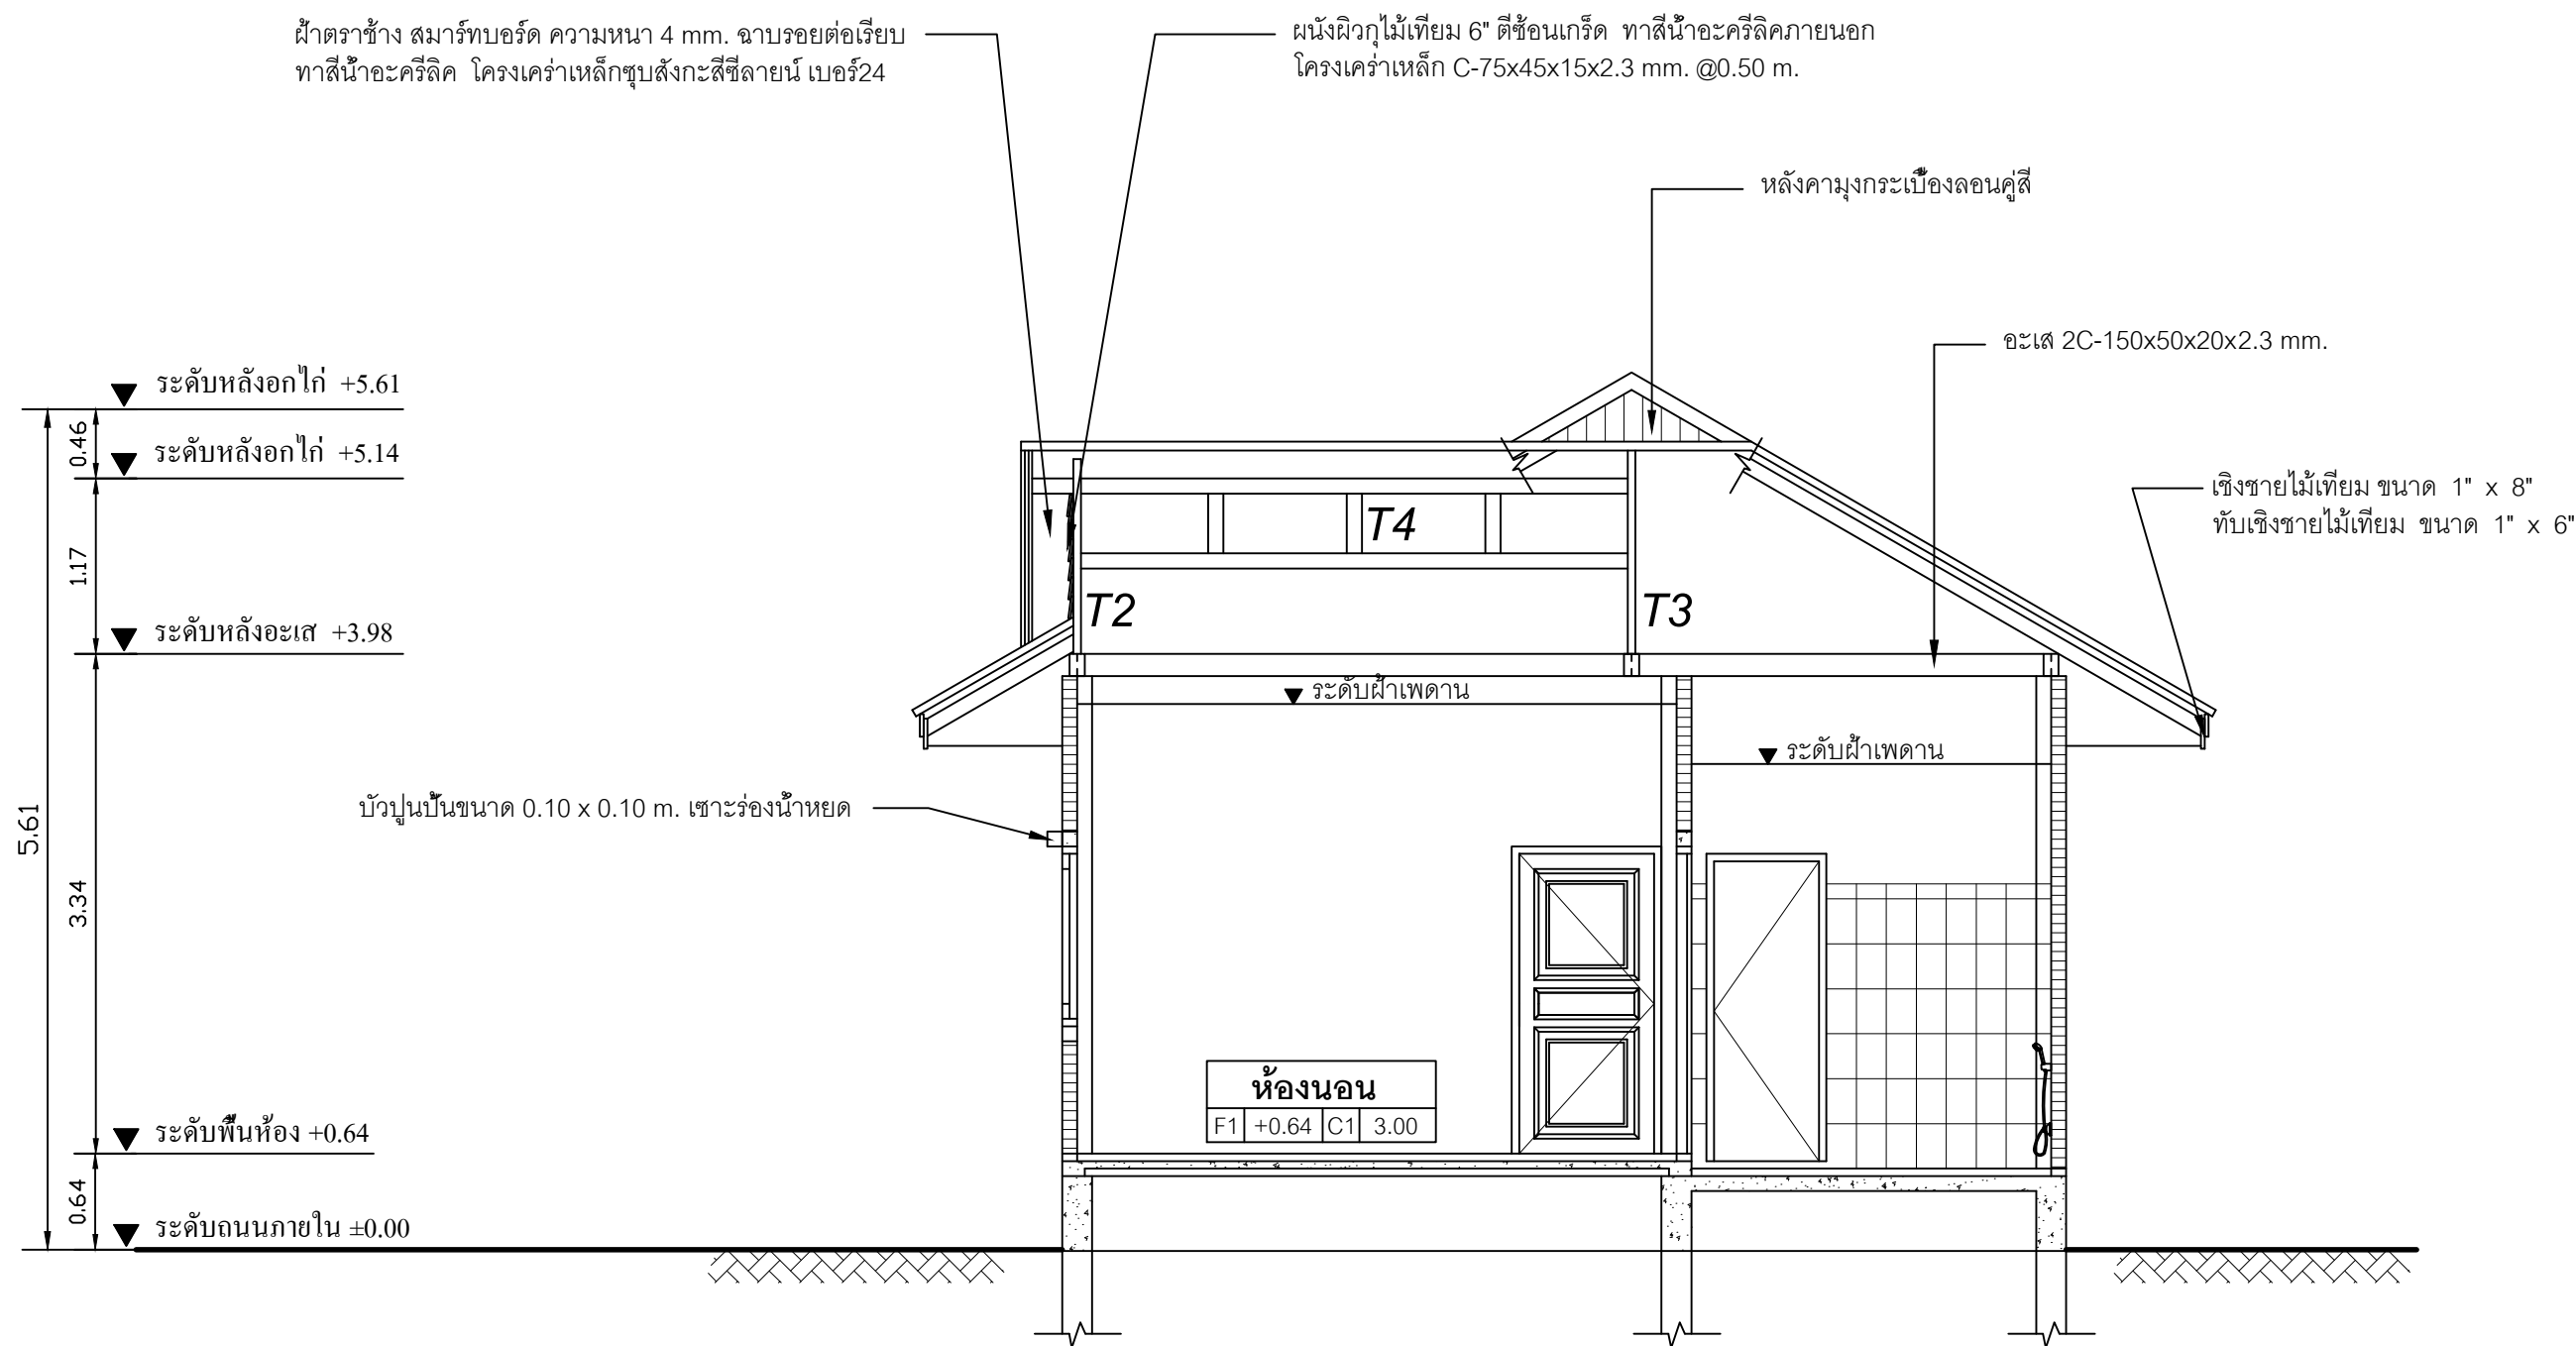 ฝ้าตราช้าง สมาร์ทบอร์ด ความหนา 4 mm. ฉาบรอยต่อเรียบ
ทาสีน้ำอะครีลิค โครงเคร่าเหล็กชุบสังกะสีซีลายน์ เบอร์24
ผนังผิวกุไม้เทียม 6" ตีซ้อนเกร็ด ทาสีน้ำอะครีลิคภายนอก
โครงเคร่าเหล็ก C-75x45x15x2.3 mm. @0.50 m.
หลังคามุงกระเบื้องลอนคู่สี
อะเส 2C-150x50x20x2.3 mm.
ระดับหลังอกไก่ +5.61
0.46
ระดับหลังอกไก่ +5.14
เชิงชายไม้เทียม ขนาด 1" x 8"
ทับเชิงชายไม้เทียม ขนาด 1" x 6"
T4
1.17
T2
T3
ระดับหลังอะเส +3.98
ระดับฝ้าเพดาน
ระดับฝ้าเพดาน
บัวปูนปั้นขนาด 0.10 x 0.10 m. เซาะร่องน้ำหยด
5.61
3.34
ห้องนอน
F1 +0.64 C1 3.00
ระดับพื้นห้อง +0.64
0.64
ระดับถนนภายใน ±0.00